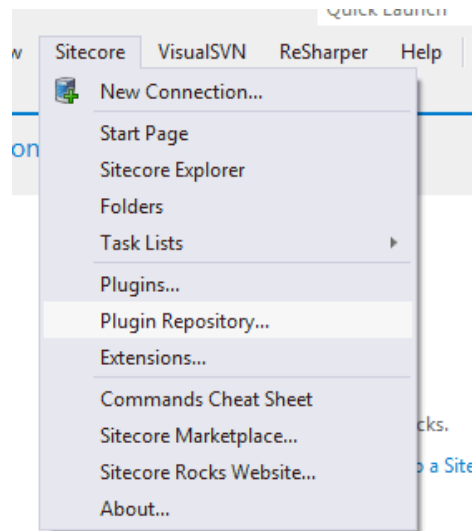 Quick Launch
w Sitecore VisualSVN ReSharper Help
New Connection...
on
Start Page
Sitecore Explorer
Folders
Task Lists
Plugins...
Plugin Repository...
Extensions...
Commands Cheat Sheet
cks.
Sitecore Marketplace...
Sitecore Rocks Website...
o a Site
About...